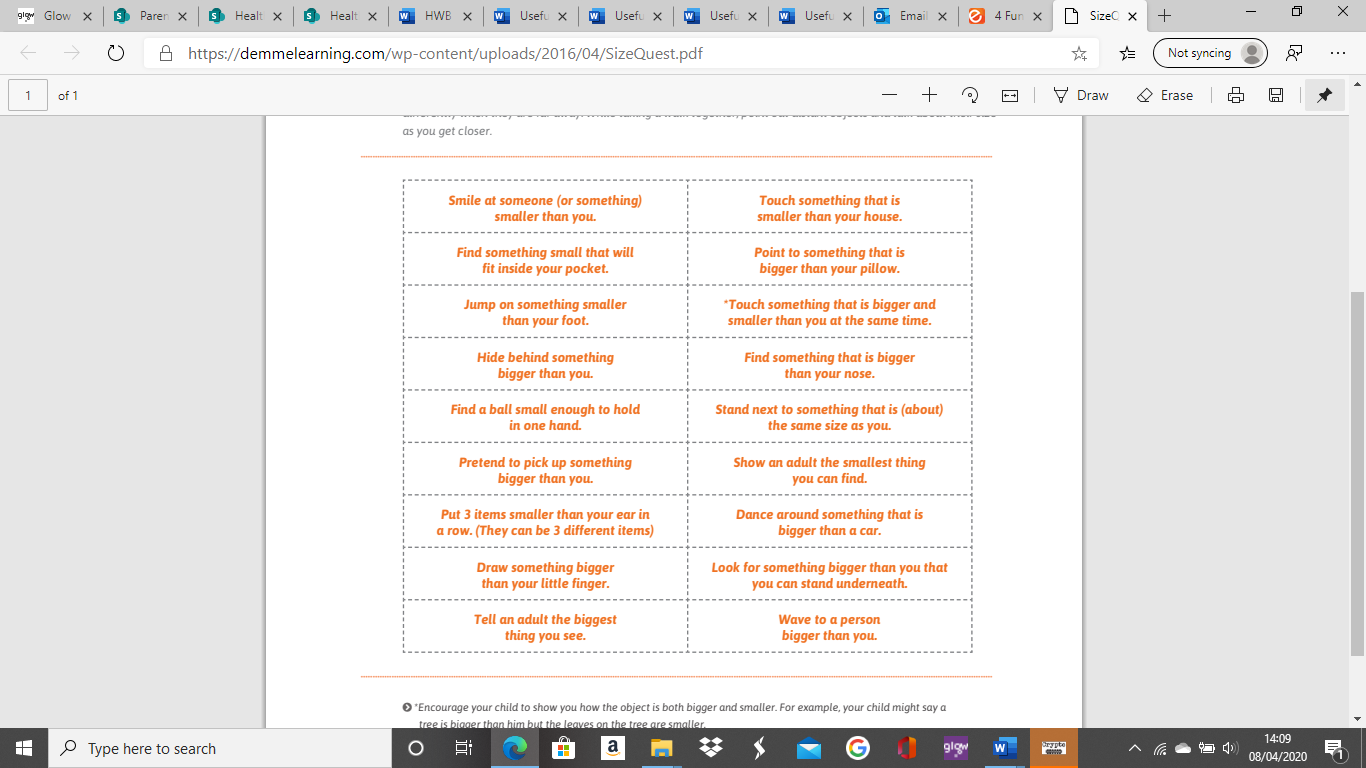 glow Glow
Paren
Healt
Healt
HWB
Usefu
Usefu
Usefu
Usefu
Email
4 Fun
SizeQ
https://demmelearning.com/wp-content/uploads/2016/04/SizeQuest.pdf
Not syncing
1 of 1
Draw
Erase
as you get closer.
Smile at someone (or something)
smaller than you.
Touch something that is
smaller than your house.
Find something small that will
fit inside your pocket.
Point to something that is
bigger than your pillow.
Jump on something smaller
than your foot.
*Touch something that is bigger and
smaller than you at the same time.
Hide behind something
bigger than you.
Find something that is bigger
than your nose.
Find a ball small enough to hold
in one hand.
Stand next to something that is (about)
the same size as you.
Pretend to pick up something
bigger than you.
Show an adult the smallest thing
you can find.
Put 3 items smaller than your ear in
a row. (They can be 3 different items)
Dance around something that is
bigger than a car.
Draw something bigger
than your little finger.
Look for something bigger than you that
you can stand underneath.
Tell an adult the biggest
thing you see.
Wave to a person
bigger than you.
*Encourage your child to show you how the object is both bigger and smaller. For example, your child might say a
tree is bigger than him but the leaves on the tree are smaller.
Type here to search
a
G
glow
W
Crypto
14:09
08/04/2020
1